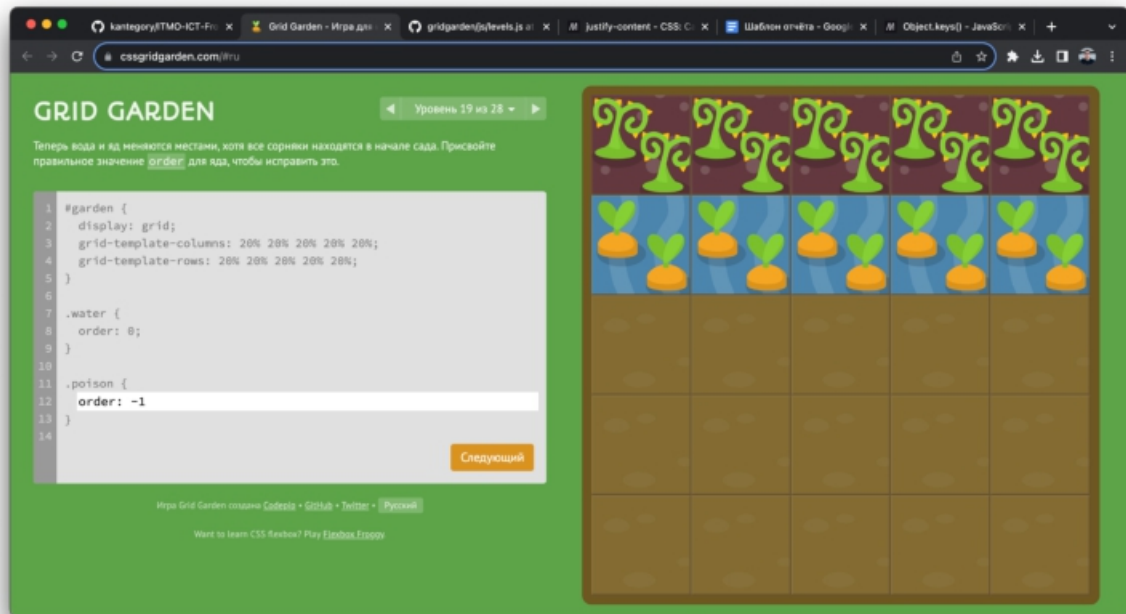 kantegory/ITMO-ICT-Fro
Grid Garden - Игра для
gridgarden/js/levels.js a
justify-content - CSS: C
Шаблон отчёта - Google
Object.keys() - JavaScri
cssgridgarden.com/#ru
GRID GARDEN
Уровень 19 из 28
Теперь вода и яд меняются местами, хотя все сорняки находятся в начале сада. Присвойте
правильное значение order для яда, чтобы исправить это.
1 #garden {
2 display: grid;
3 grid-template-columns: 20% 20% 20% 20% 20%;
4 grid-template-rows: 20% 20% 20% 20% 20%;
5 }
6
7 .water {
8 order: 0;
9 }
10
11 .poison {
12 order: -1
13 }
14
Следующий
Игра Grid Garden создана Codepip • GitHub • Twitter • Русский
Want to learn CSS flexbox? Play Flexbox Froggy.